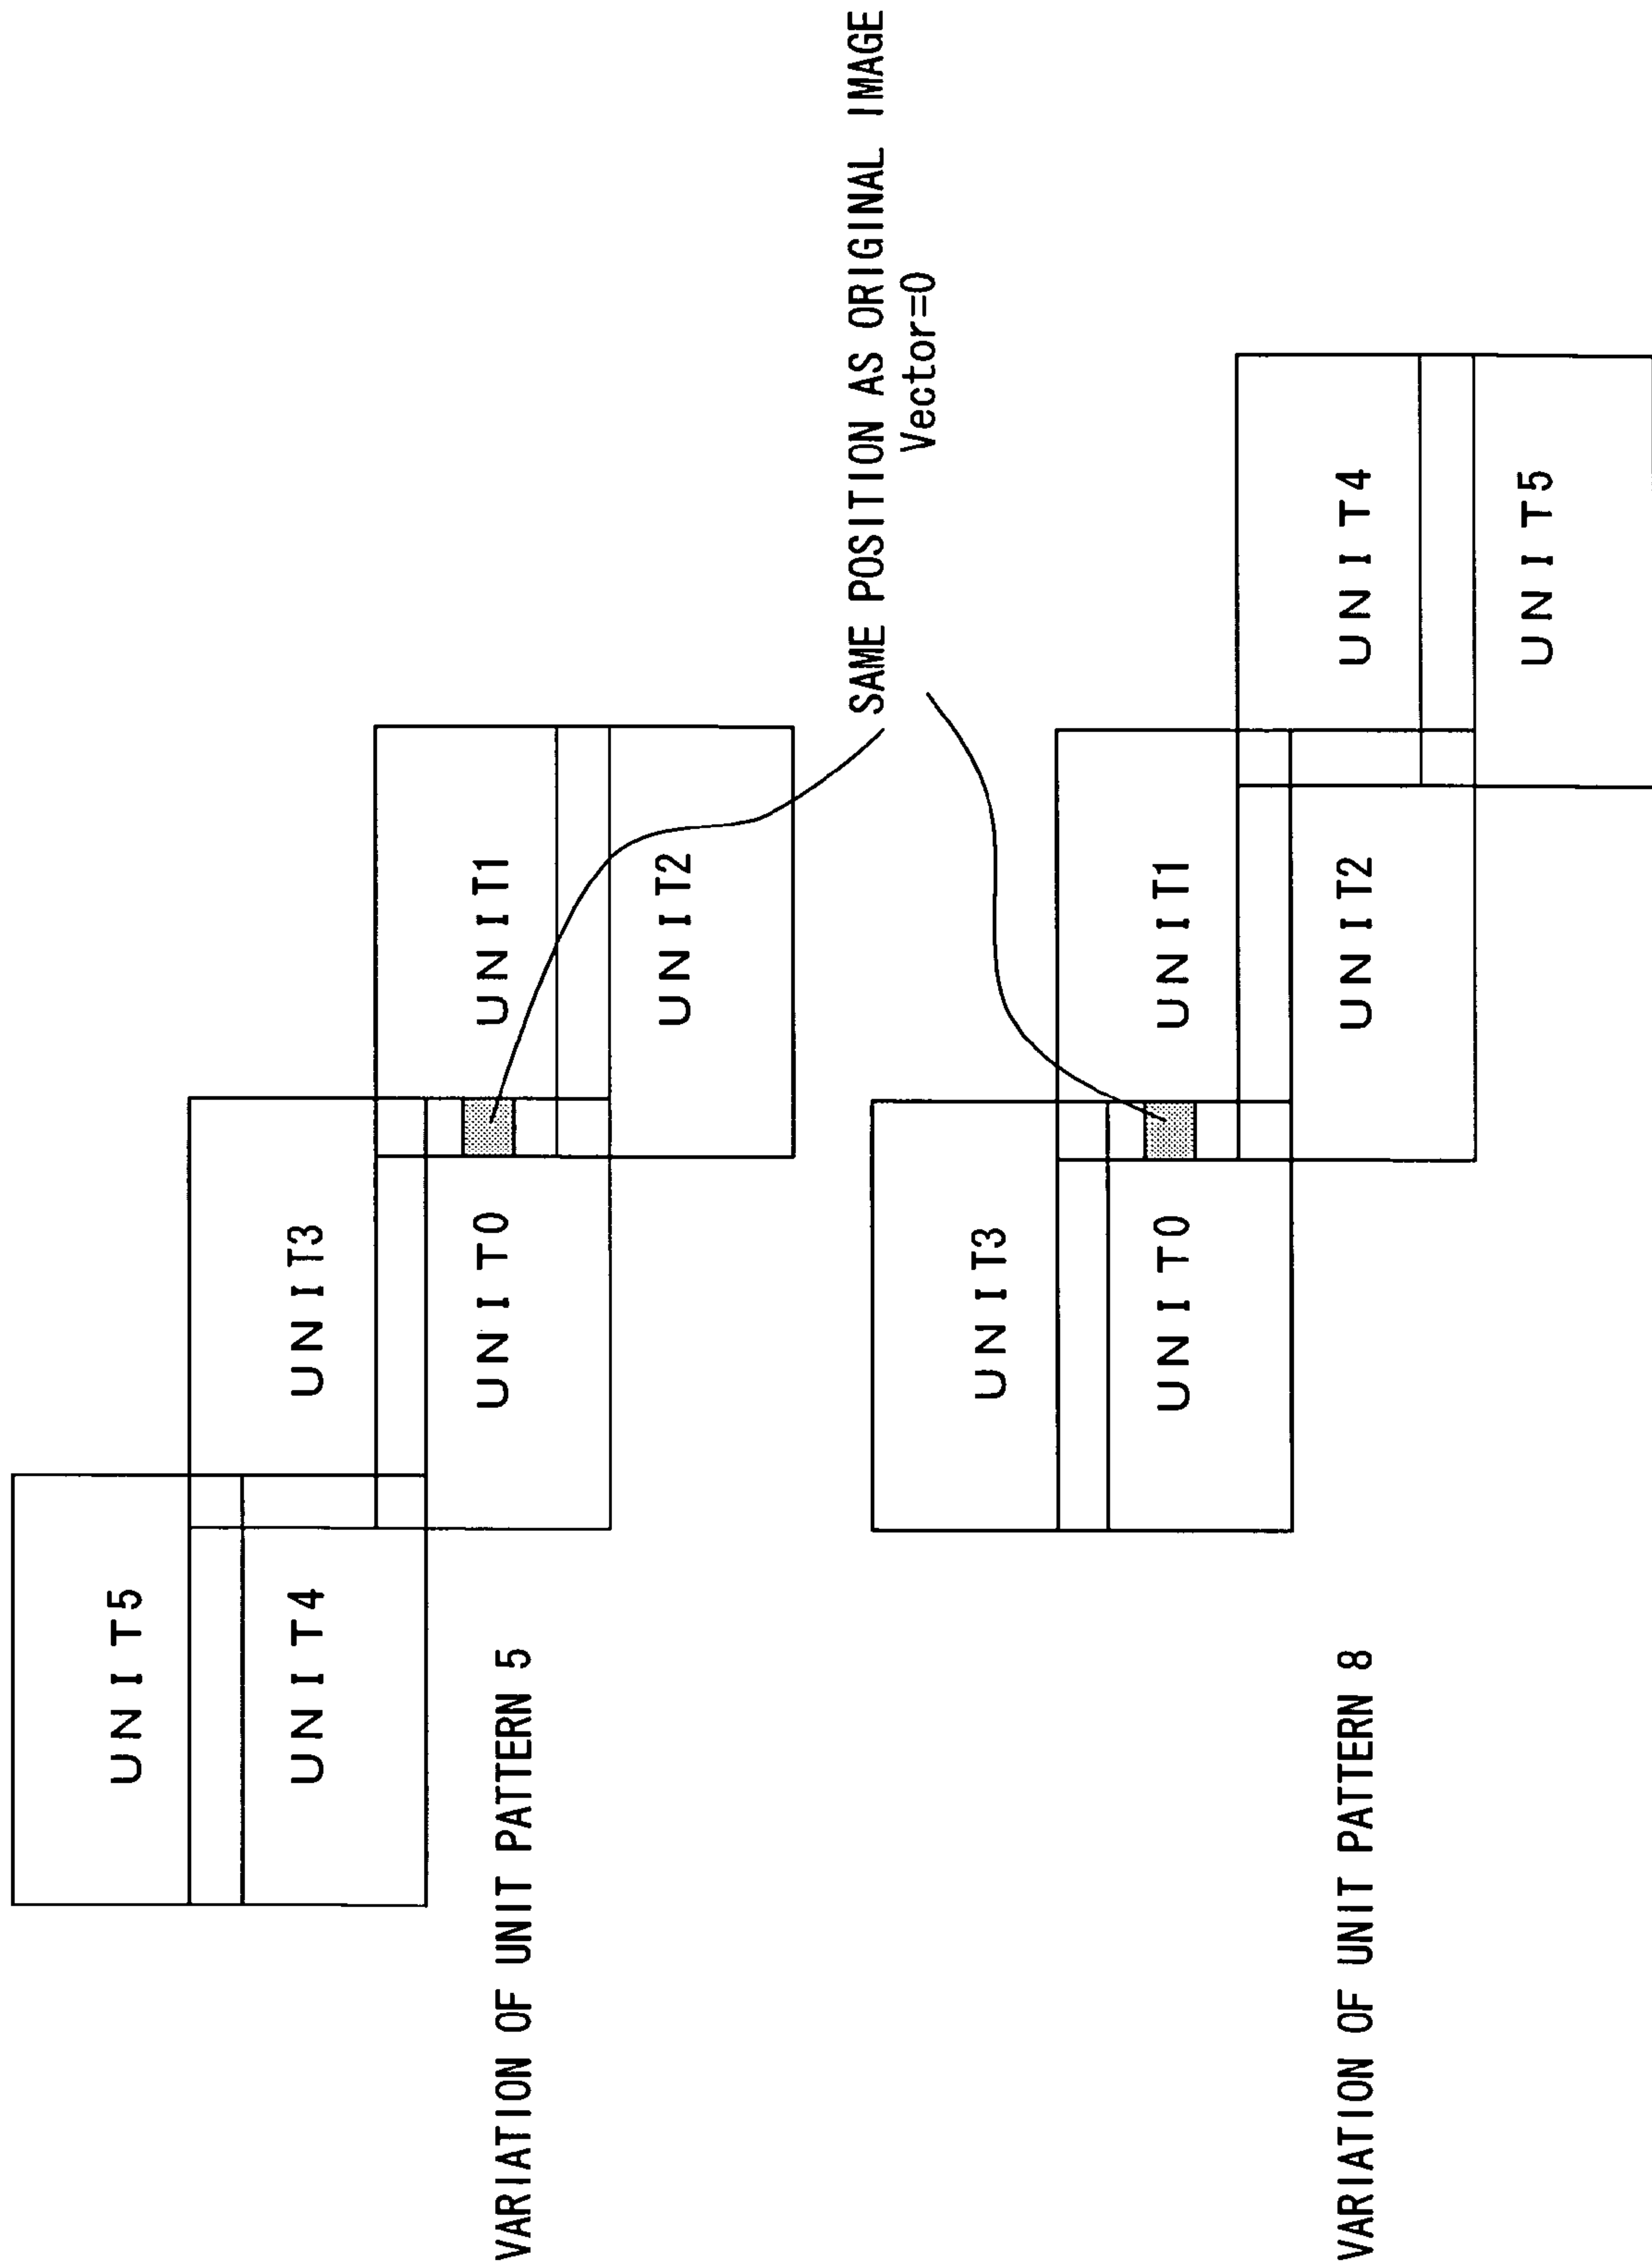 UNIT5
UNIT4
UNIT3
VARIATION OF UNIT PATTERN 5
UNIT0
UNIT1
UNIT2
SAME POSITION AS ORIGINAL IMAGE
Vector=0
UNIT3
UNIT0
UNIT1
VARIATION OF UNIT PATTERN 8
UNIT2
UNIT4
UNIT5